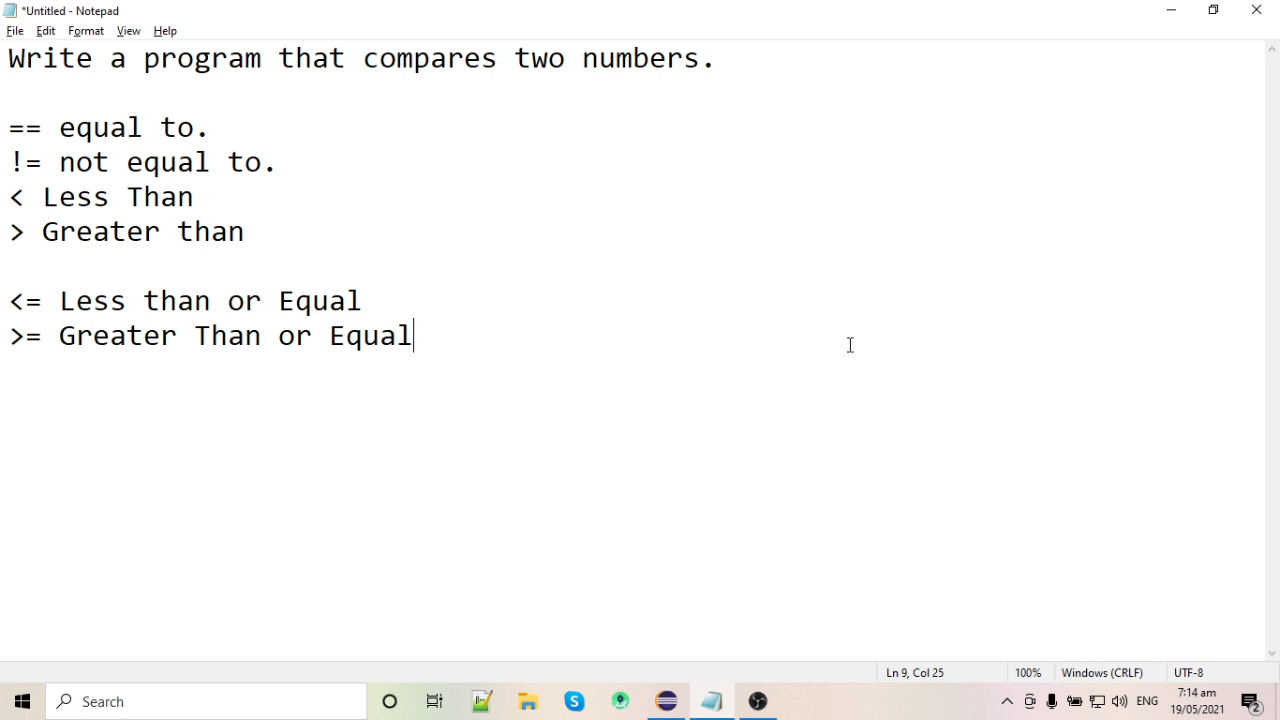 *Untitled - Notepad
File Edit Format View Help
Write a program that compares two numbers.
== equal to.
!= not equal to.
< Less Than
> Greater than
<= Less than or Equal
>= Greater Than or Equal
Ln 9, Col 25 100% Windows (CRLF) UTF-8
Search
ENG
7:14 am
19/05/2021
2